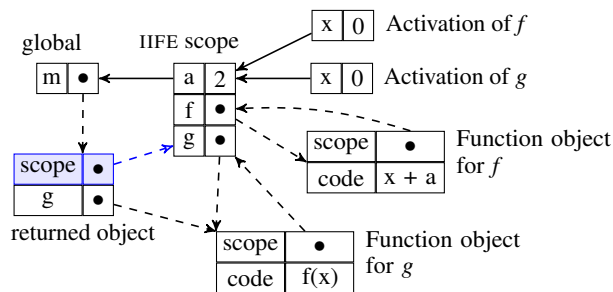 x 0 Activation of f
IIFE scope
global
m
a 2
x 0 Activation of g
f
g
scope
Function object
for f
code x + a
scope
g
returned object
scope
Function object
for g
code f(x)